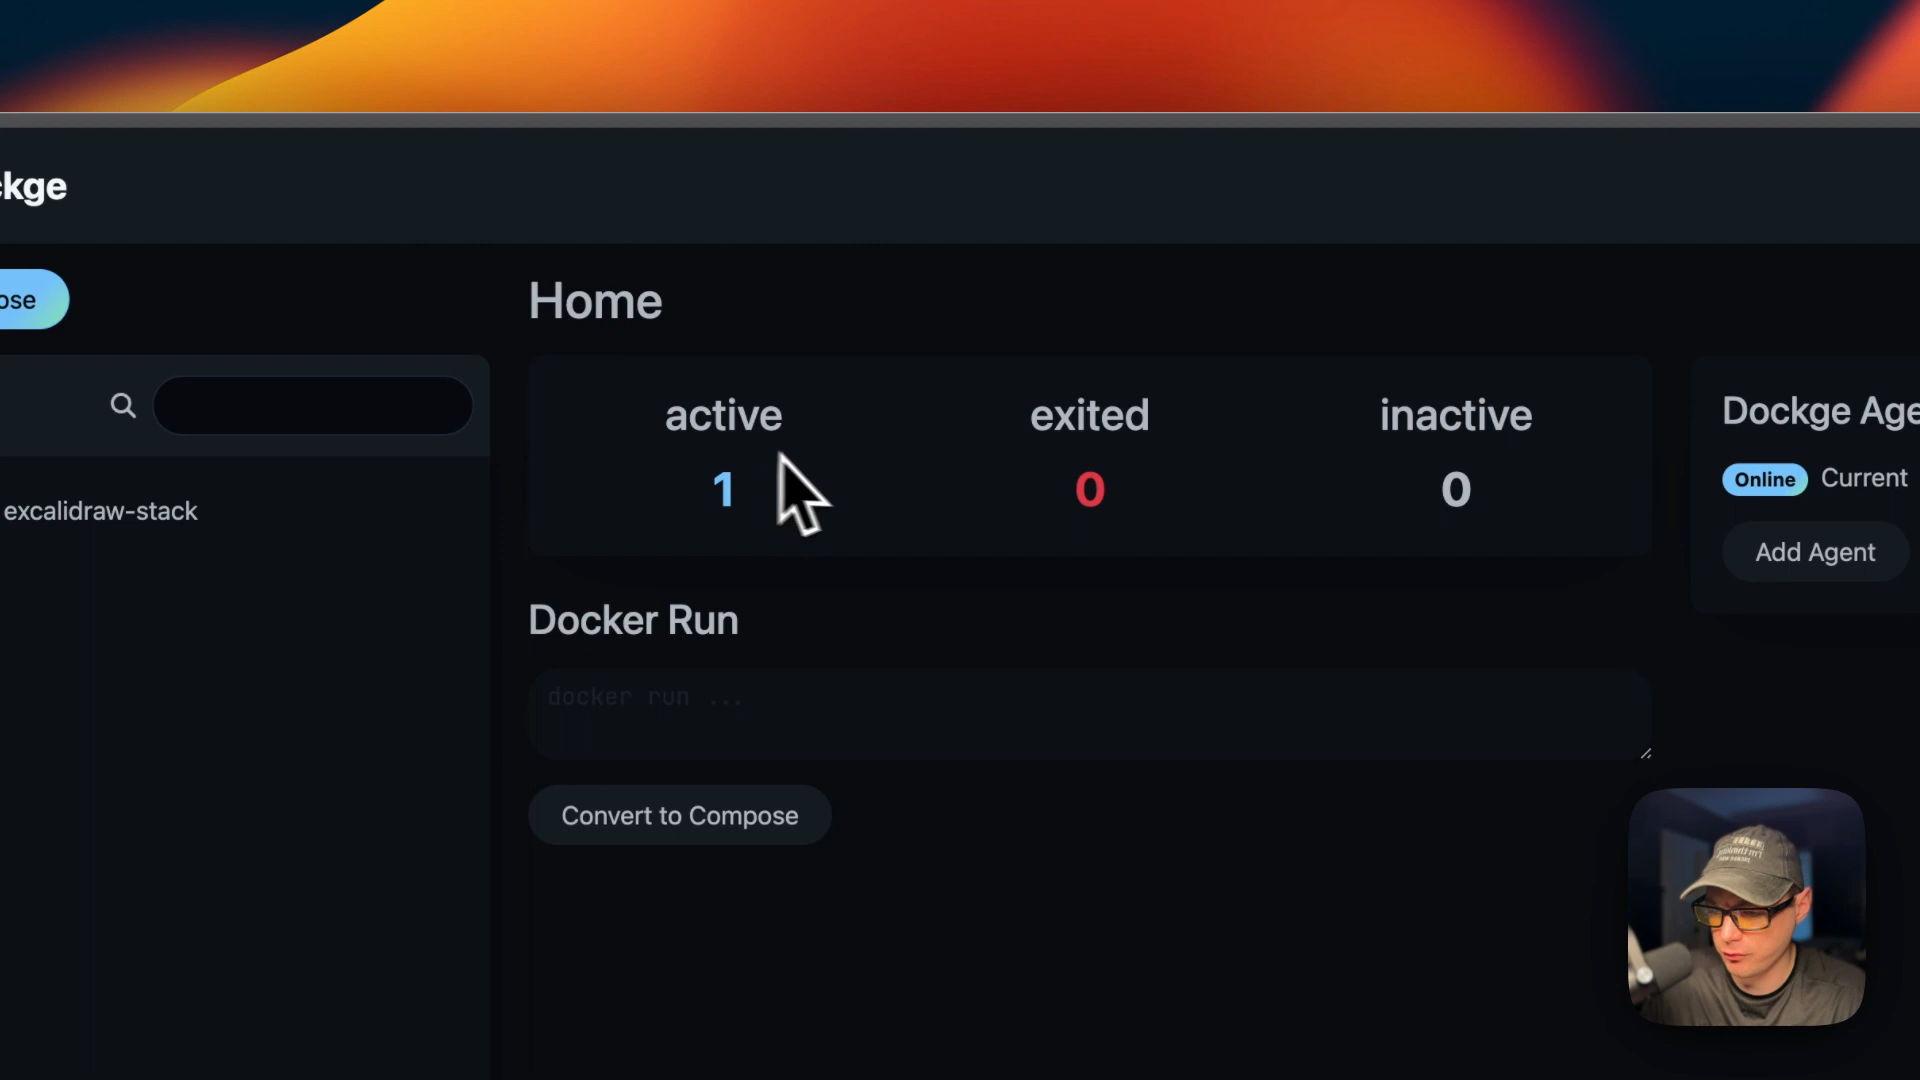 ckge
ose
Home
active
exited
inactive
1
0
0
Dockge Age
Online Current
Add Agent
excalidraw-stack
Docker Run
docker run ...
Convert to Compose